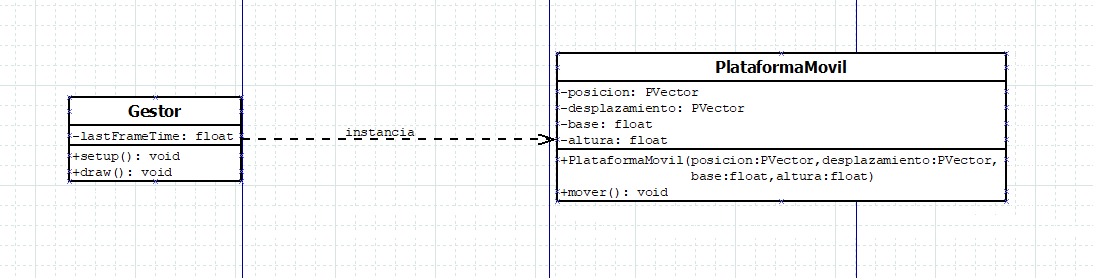 Gestor
-lastFrameTime: float
+setup(): void
+draw(): void
instancia
PlataformaMovil
-posicion: PVector
-desplazamiento: PVector
-base: float
-altura: float
+PlataformaMovil(posicion:PVector,desplazamiento:PVector,
base:float,altura:float)
+mover(): void